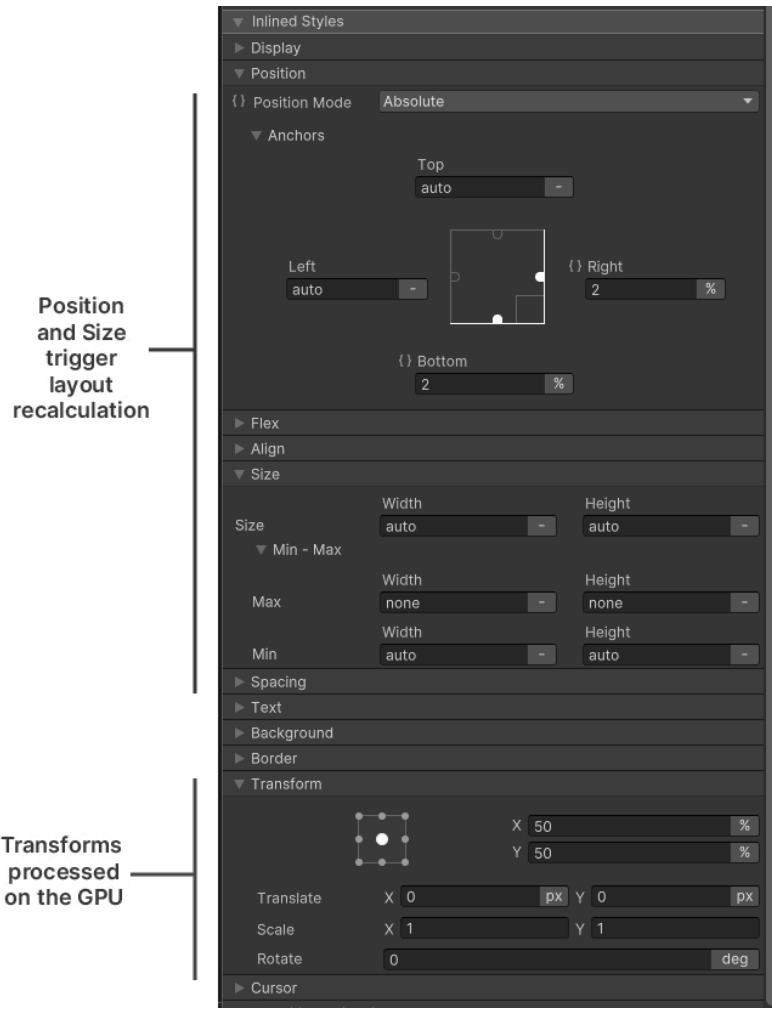 Inlined Styles
Display
Position
{} Position Mode Absolute
Anchors
Top
auto -
Left {} Right
auto - 2 %
{} Bottom
2 %
Position
and Size
trigger
layout
recalculation
Flex
Align
Size
Width Height
Size auto - auto -
Min - Max
Width Height
Max none - none -
Width Height
Min auto - auto -
Spacing
Text
Background
Border
Transform
X 50 %
Y 50 %
Transforms
processed
on the GPU
Translate X 0 px Y 0 px
Scale X 1 Y 1
Rotate 0 deg
Cursor